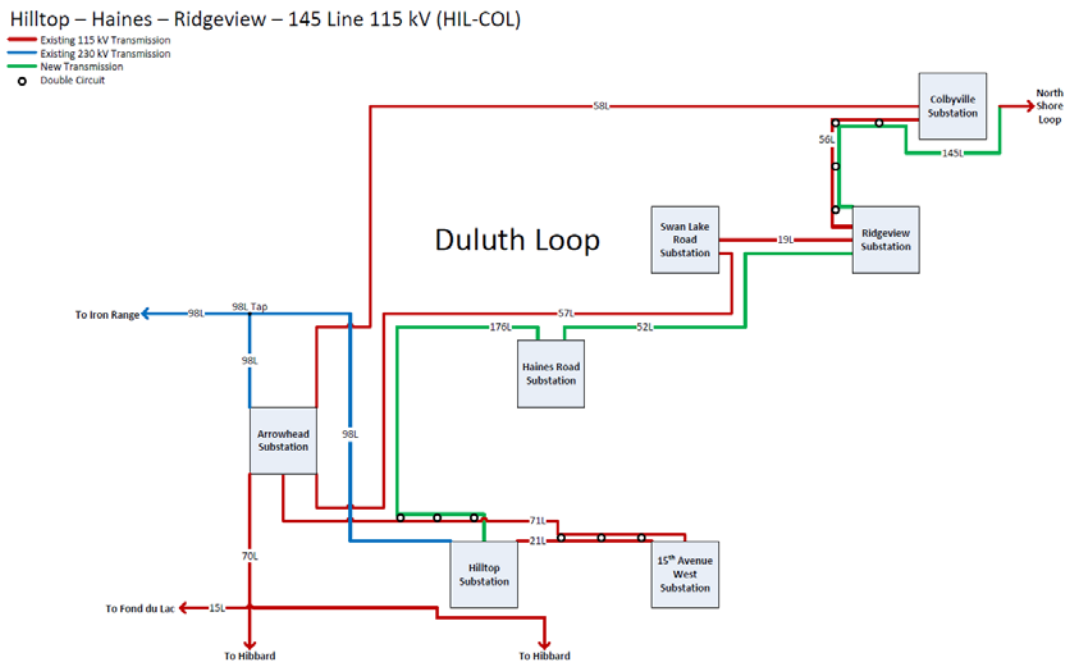 Hilltop – Haines – Ridgeview – 145 Line 115 kV (HIL-COL)
Existing 115 kV Transmission
Existing 230 kV Transmission
New Transmission
Double Circuit
58L
Colbyville
Substation
North
Shore
Loop
56L
145L
Duluth Loop
Swan Lake
Road
Substation
19L
Ridgeview
Substation
To Iron Range
98L
98L Tap
57L
176L
52L
98L
Haines Road
Substation
Arrowhead
Substation
98L
71L
21L
70L
Hilltop
Substation
15th Avenue
West
Substation
To Fond du Lac
15L
To Hibbard
To Hibbard